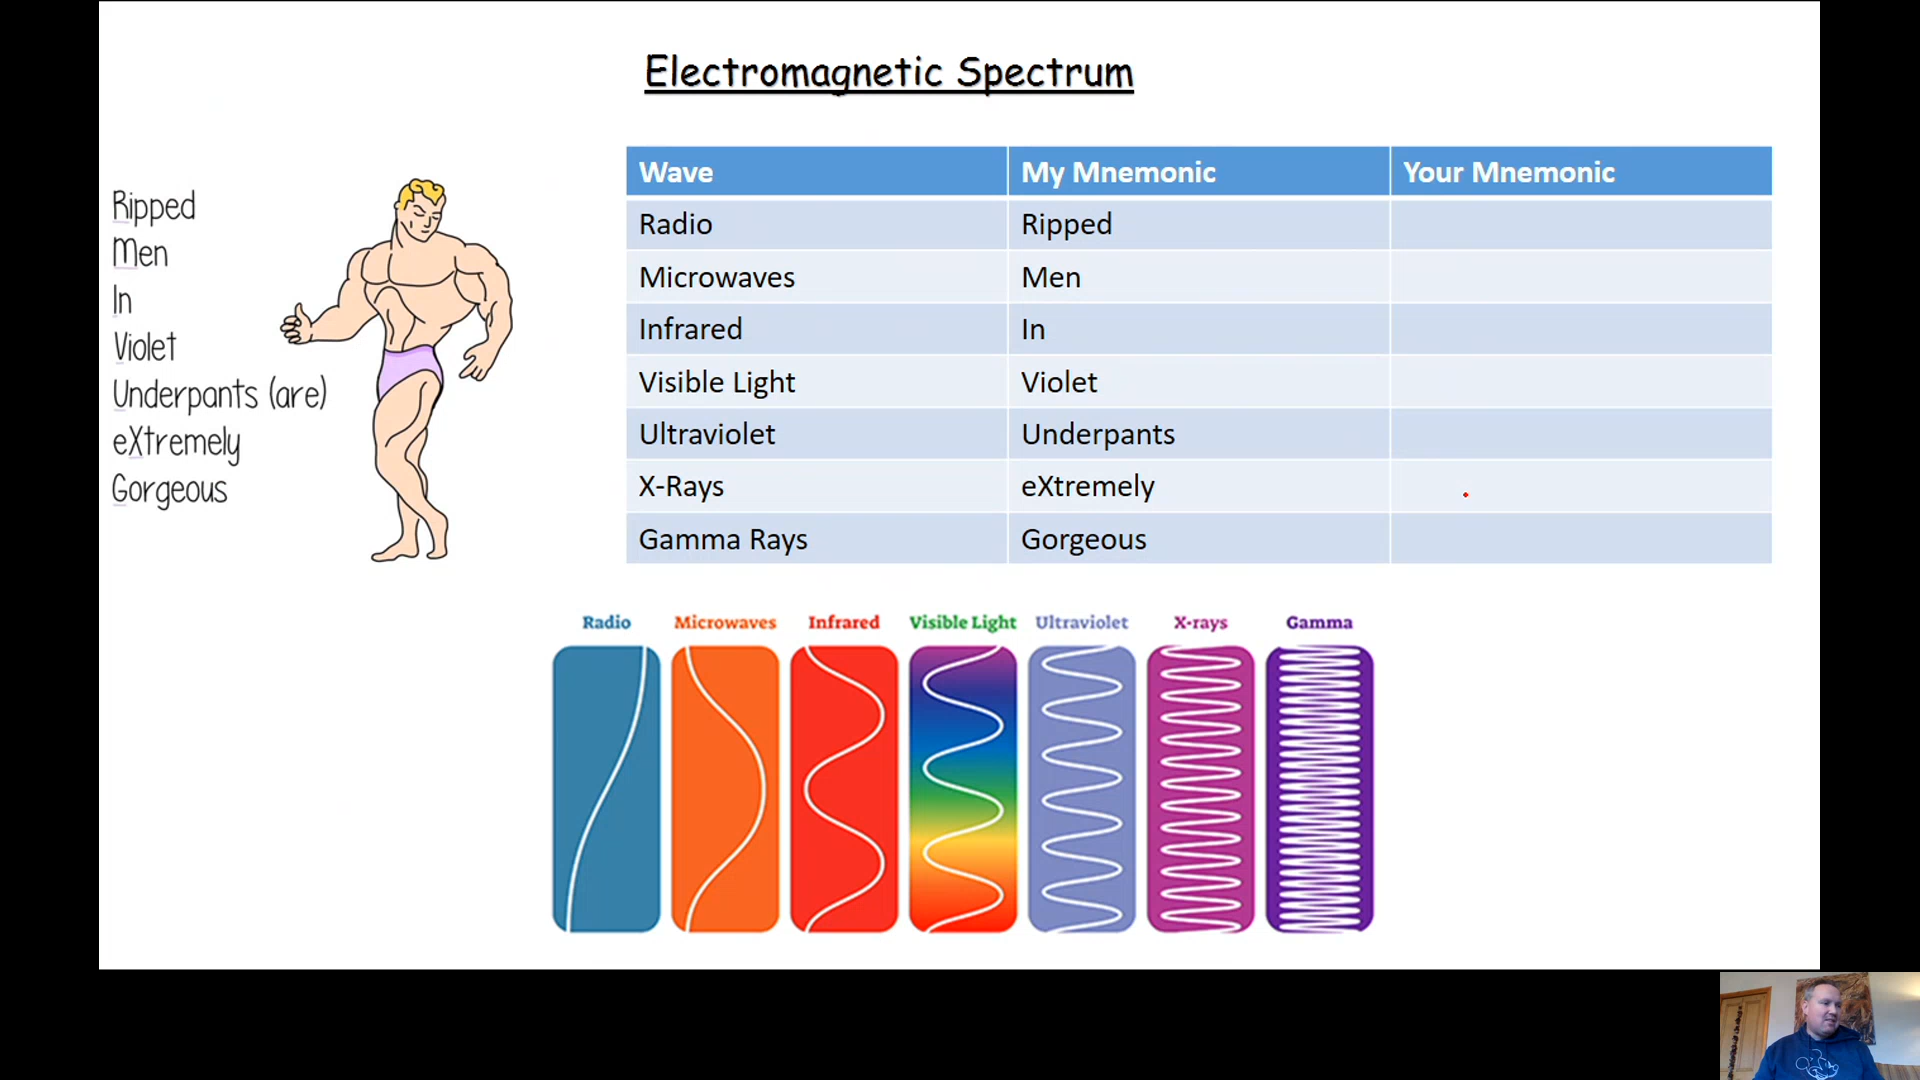 Electromagnetic Spectrum
Ripped
Men
In
Violet
Underpants (are)
eXtremely
Gorgeous
Wave My Mnemonic Your Mnemonic
Radio Ripped
Microwaves Men
Infrared In
Visible Light Violet
Ultraviolet Underpants
X-Rays eXtremely
Gamma Rays Gorgeous
Radio Microwaves Infrared Visible Light Ultraviolet X-rays Gamma